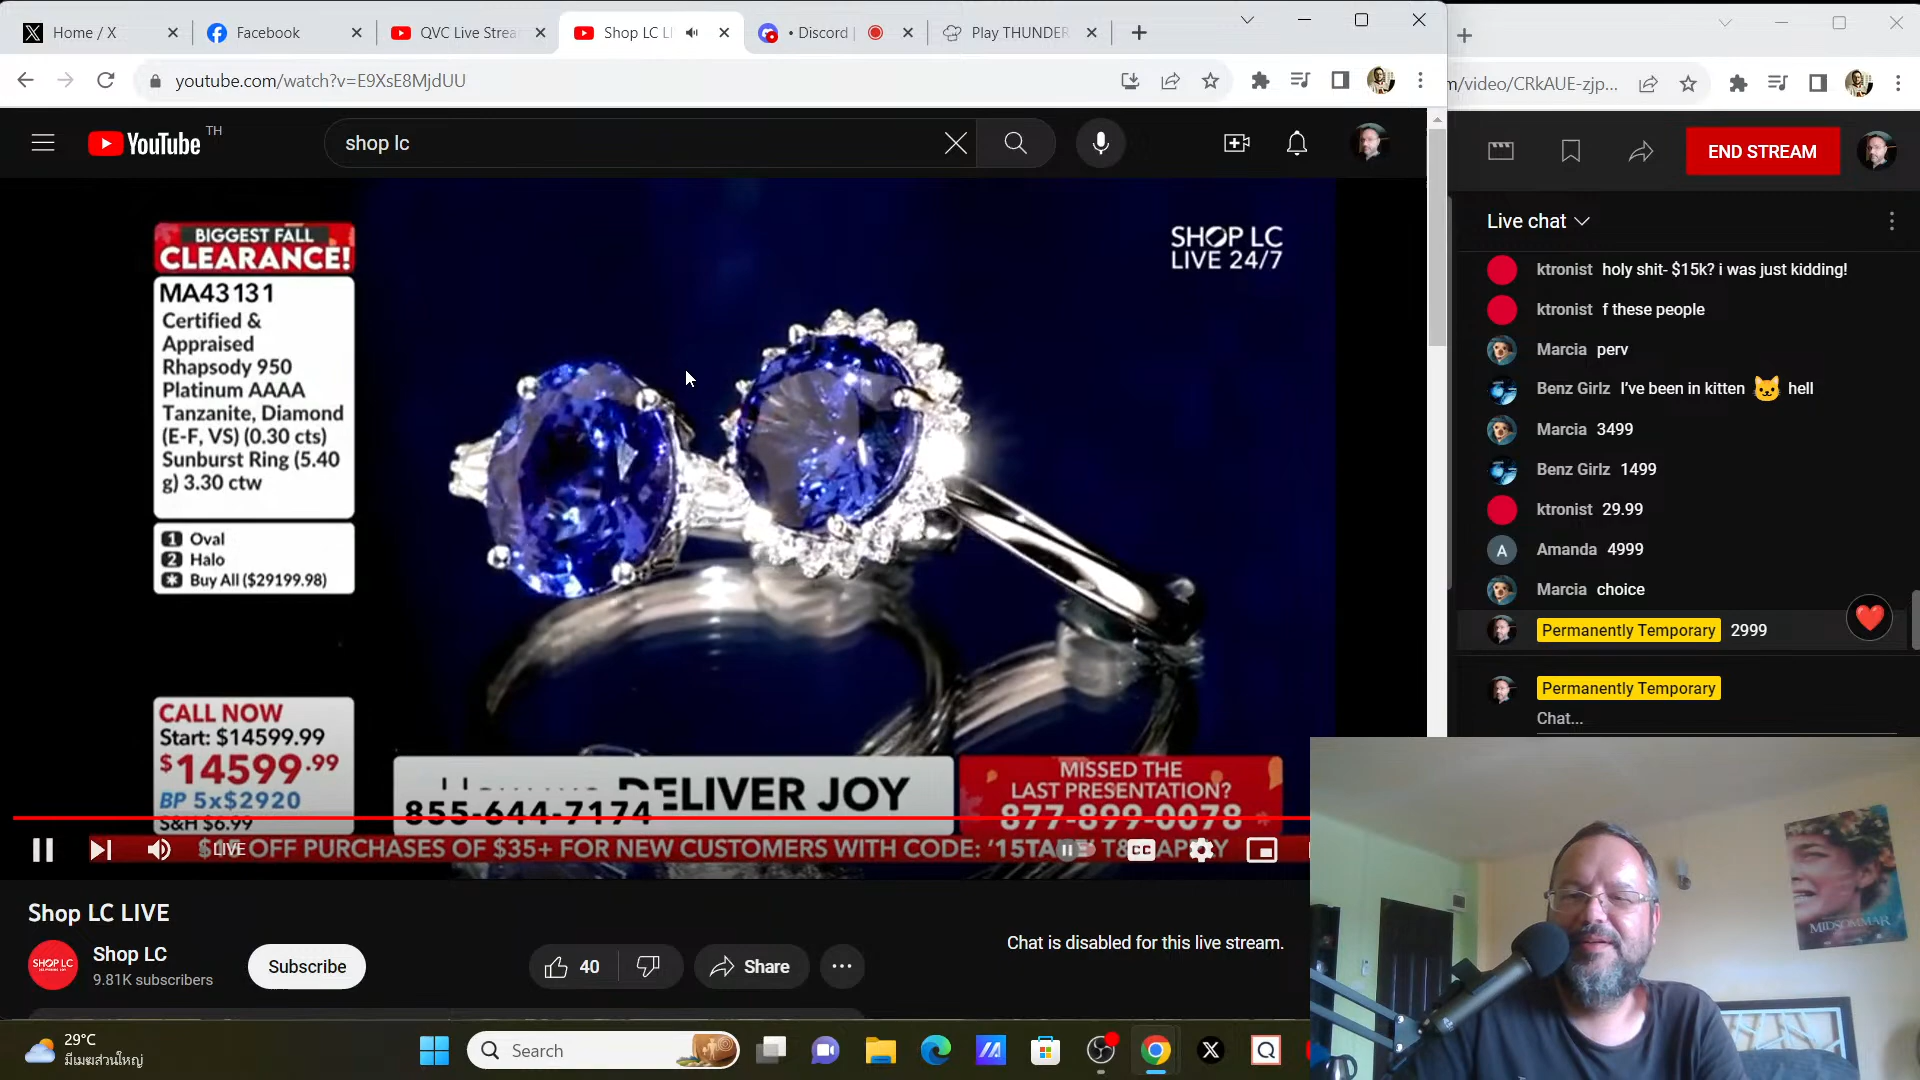 Home / X
Facebook
QVC Live Strea
Shop LC LI
• Discord |
Play THUNDER
youtube.com/watch?v=E9XsE8MjdUU
n/video/CRkAUE-zjp...
YouTube TH
shop lc
END STREAM
BIGGEST FALL
CLEARANCE!
MA43131
Certified &
Appraised
Rhapsody 950
Platinum AAAA
Tanzanite, Diamond
(E-F, VS) (0.30 cts)
Sunburst Ring (5.40
g) 3.30 ctw
1 Oval
2 Halo
* Buy All ($29199.98)
SHOP LC
LIVE 24/7
CALL NOW
Start: $14599.99
$14599.99
BP 5x$2920
S&H $6.99
DELIVER JOY
855-644-7174
MISSED THE
LAST PRESENTATION?
877-899-0078
OFF PURCHASES OF $35+ FOR NEW CUSTOMERS WITH CODE: '15TA
LIVE
CC
Live chat
ktronist holy shit- $15k? i was just kidding!
ktronist f these people
Marcia perv
Benz Girlz I've been in kitten 🐱 hell
Marcia 3499
Benz Girlz 1499
ktronist 29.99
A Amanda 4999
Marcia choice
Permanently Temporary 2999
Permanently Temporary
Chat...
Shop LC LIVE
SHOP LC
Shop LC
9.81K subscribers
Subscribe
40
Share
Chat is disabled for this live stream.
MIDSOMMAR
29°C
มีเมฆส่วนใหญ่
Search